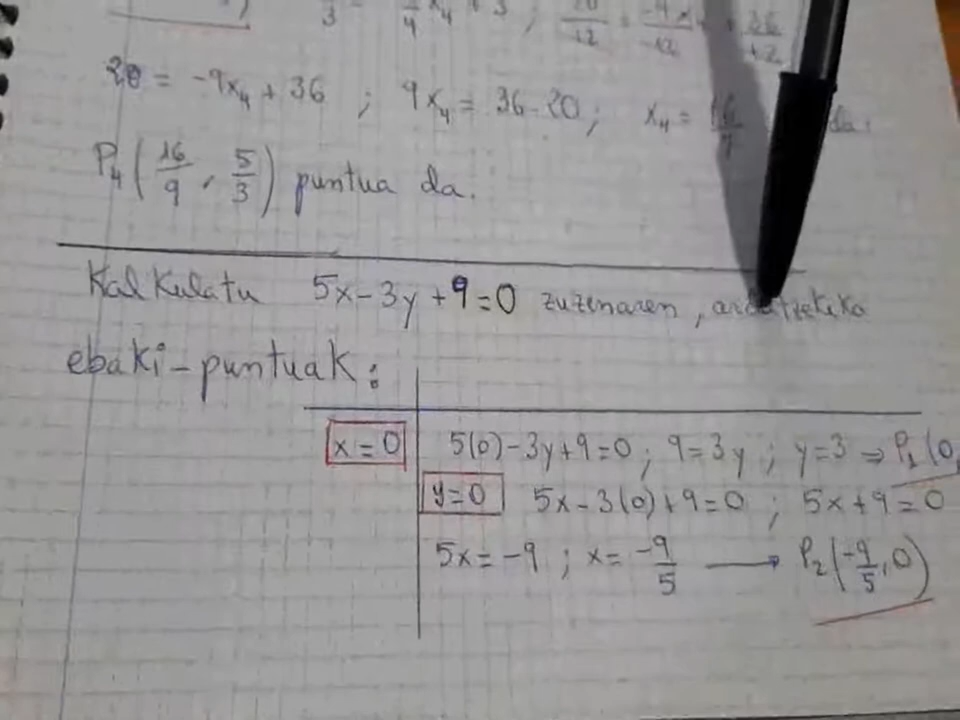 20 = -9x₄ + 36 ; 9x₄ = 36-20 ; x₄ =
P₄(16/9, 5/3) puntua da.
Kalkulatu 5x-3y+9=0 zuzenaren,
ebaki-puntuak:
x=0 5(0)-3y+9=0 ; 9=3y ; y=3 ⇒ P₁(0,
y=0 5x-3(0)+9=0 ; 5x+9=0
5x=-9 ; x=-9/5 → P₂(-9/5,0)